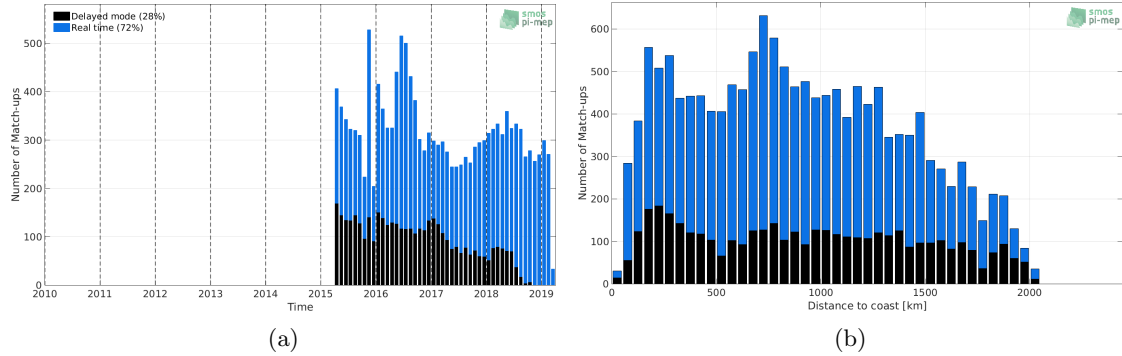 Delayed mode (28%)
Real time (72%)
smos
pi-mep
Number of Match-ups
500
400
300
200
100
0
2010 2011 2012 2013 2014 2015 2016 2017 2018 2019
Time
(a)
smos
pi-mep
Number of Match-ups
600
500
400
300
200
100
0
0 500 1000 1500 2000
Distance to coast [km]
(b)